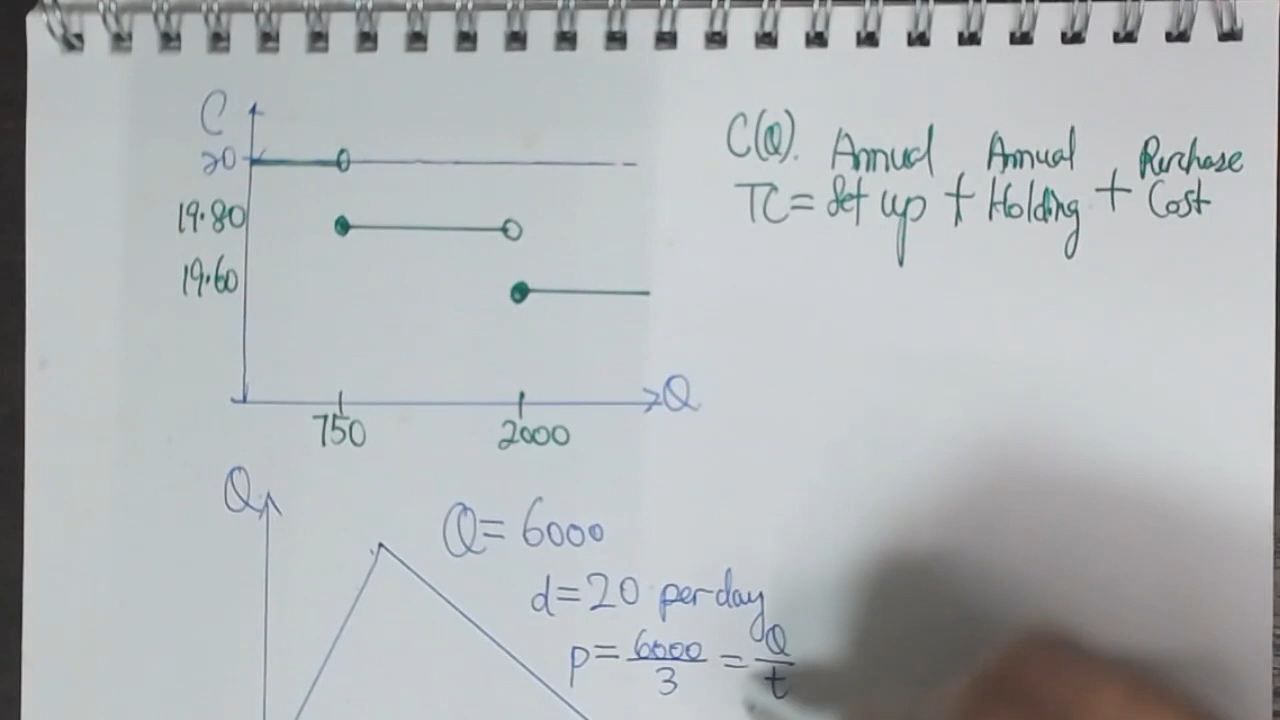 C
20
19.80
19.60
750
2000
Q
C(Q). Annual Annual Purchase
TC = Set up + Holding + Cost
Q
Q = 6000
d = 20 per day
p = 6000/3 = Q/t